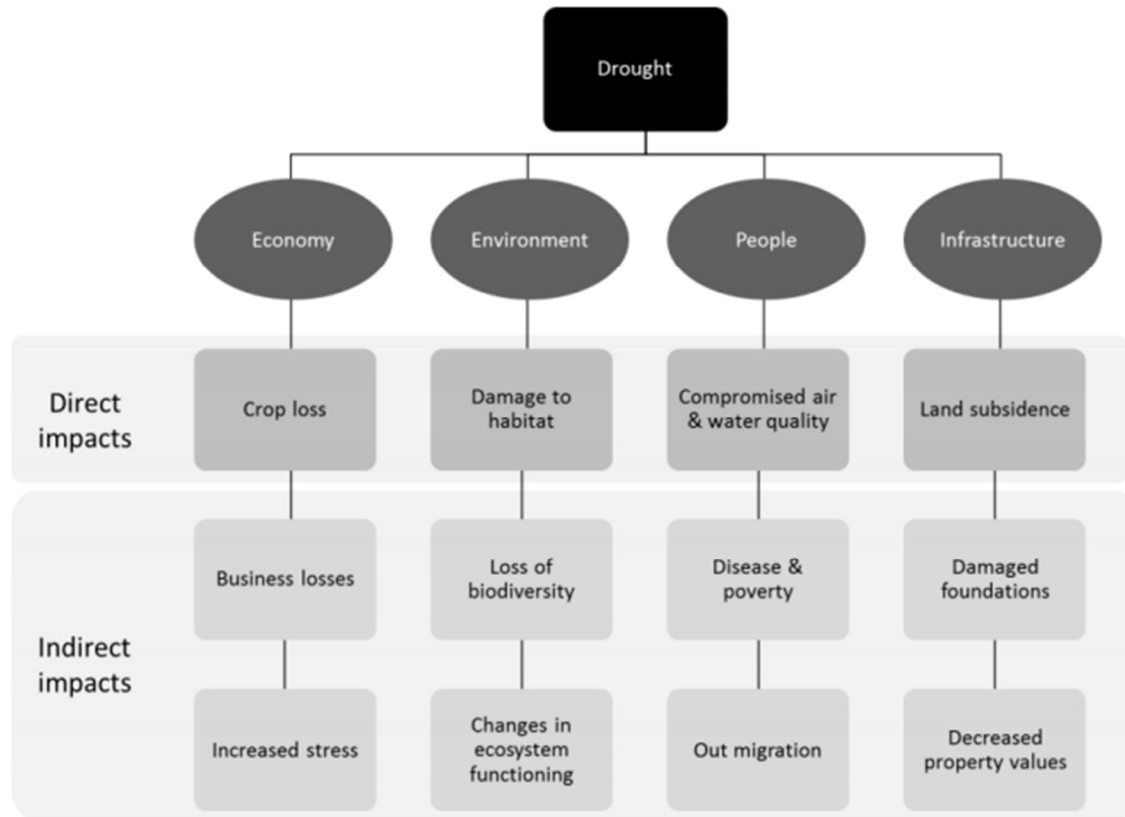 Drought
Economy
Environment
People
Infrastructure
Direct
impacts
Crop loss
Damage to
habitat
Compromised air
& water quality
Land subsidence
Indirect
impacts
Business losses
Loss of
biodiversity
Disease &
poverty
Damaged
foundations
Increased stress
Changes in
ecosystem
functioning
Out migration
Decreased
property values